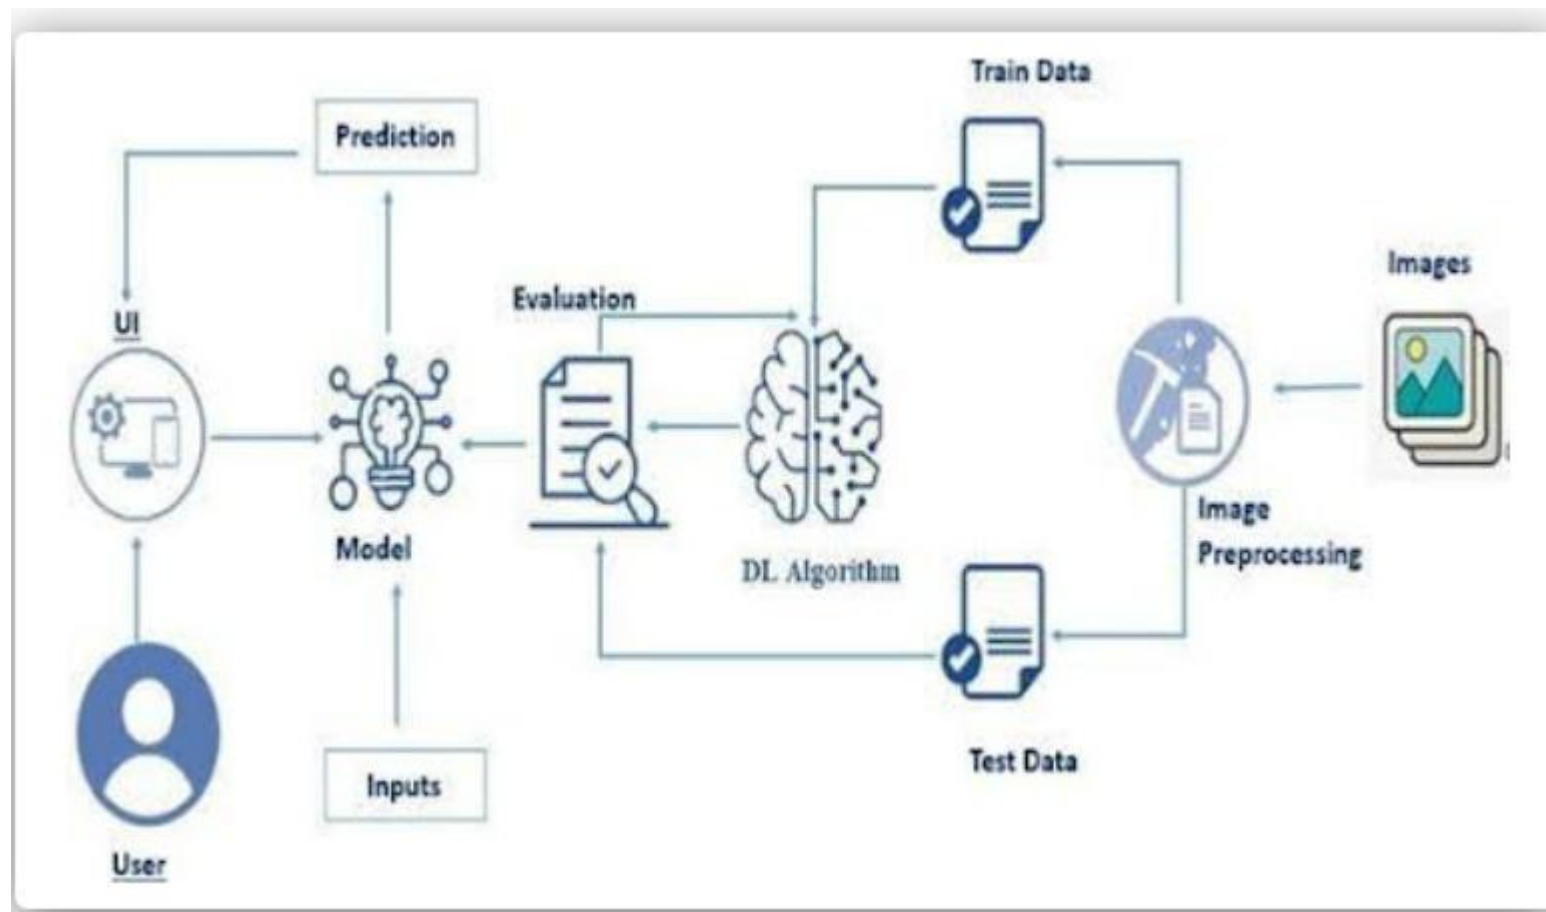 Train Data
Prediction
Images
Evaluation
UI
Image
Preprocessing
Model
DL Algorithm
Test Data
Inputs
User